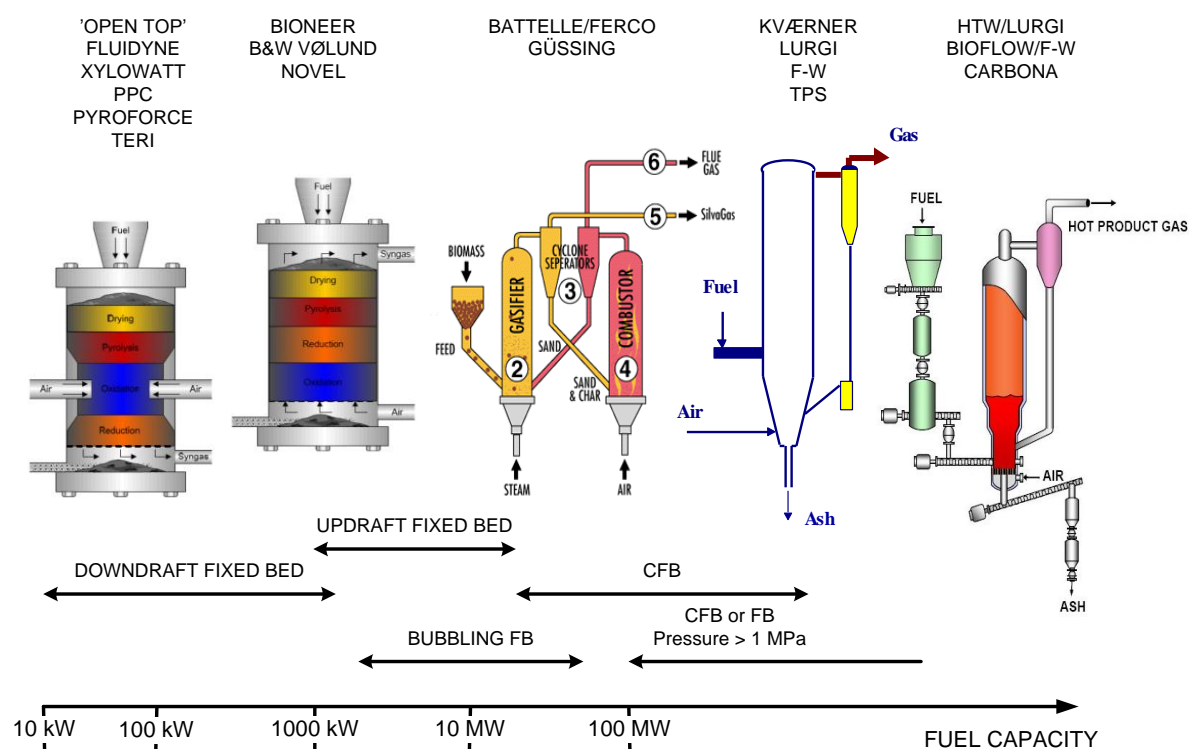 'OPEN TOP'
FLUIDYNE
XYLOWATT
PPC
PYROFORCE
TERI
BIONEER
B&W VØLUND
NOVEL
BATTELLE/FERCO
GÜSSING
KVÆRNER
LURGI
F-W
TPS
HTW/LURGI
BIOFLOW/F-W
CARBONA
Fuel
Drying
Pyrolysis
Oxidation
Air
Air
Reduction
Syngas
Fuel
Syngas
Drying
Pyrolysis
Reduction
Oxidation
Air
6
FLUE
GAS
5
SilvaGas
BIOMASS
CYCLONE
SEPERATORS
3
GASIFIER
COMBUSTOR
FEED
SAND
2
4
SAND
& CHAR
STEAM
AIR
Gas
Fuel
Air
Ash
FUEL
HOT PRODUCT GAS
AIR
ASH
UPDRAFT FIXED BED
DOWNDRAFT FIXED BED
CFB
BUBBLING FB
CFB or FB
Pressure > 1 MPa
10 kW
100 kW
1000 kW
10 MW
100 MW
FUEL CAPACITY